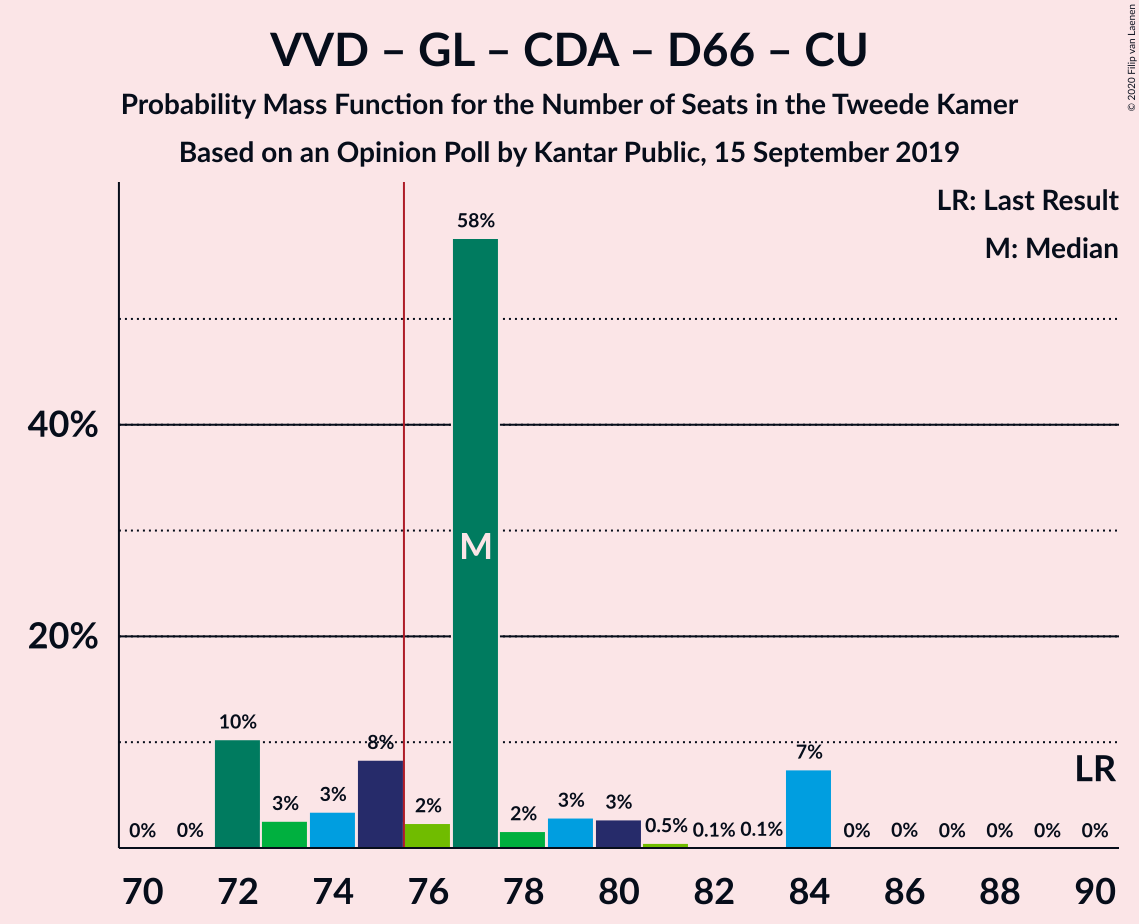 VVD – GL – CDA – D66 – CU
Probability Mass Function for the Number of Seats in the Tweede Kamer
Based on an Opinion Poll by Kantar Public, 15 September 2019
© 2020 Filip van Laenen
LR: Last Result
M: Median
58%
40%
M
20%
10%
8%
7%
LR
0% 0% 3% 3% 2% 2% 3% 3% 0.5% 0.1% 0.1% 0% 0% 0% 0% 0% 0%
70 72 74 76 78 80 82 84 86 88 90